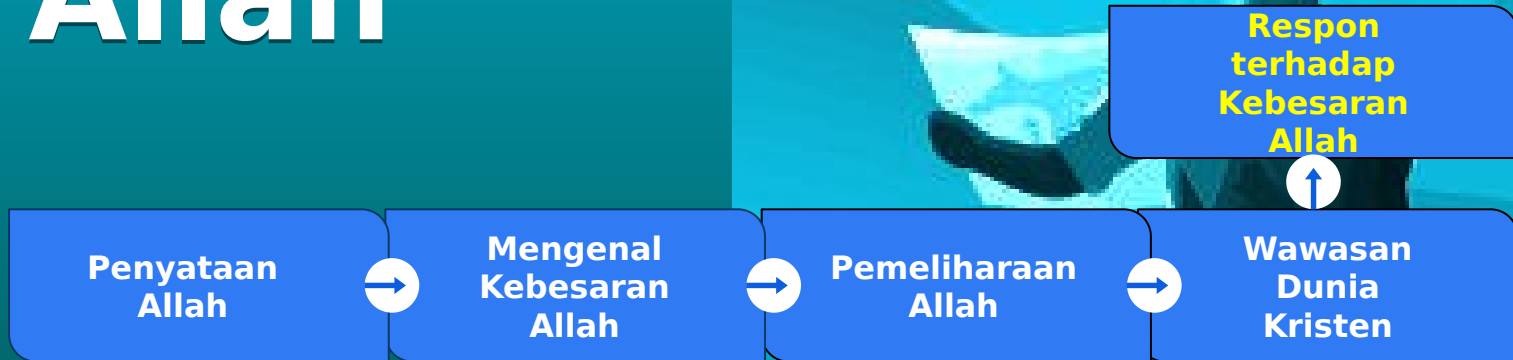 Allah
Respon
terhadap
Kebesaran
Allah
Penyataan
Allah
Mengenal
Kebesaran
Allah
Pemeliharaan
Allah
Wawasan
Dunia
Kristen